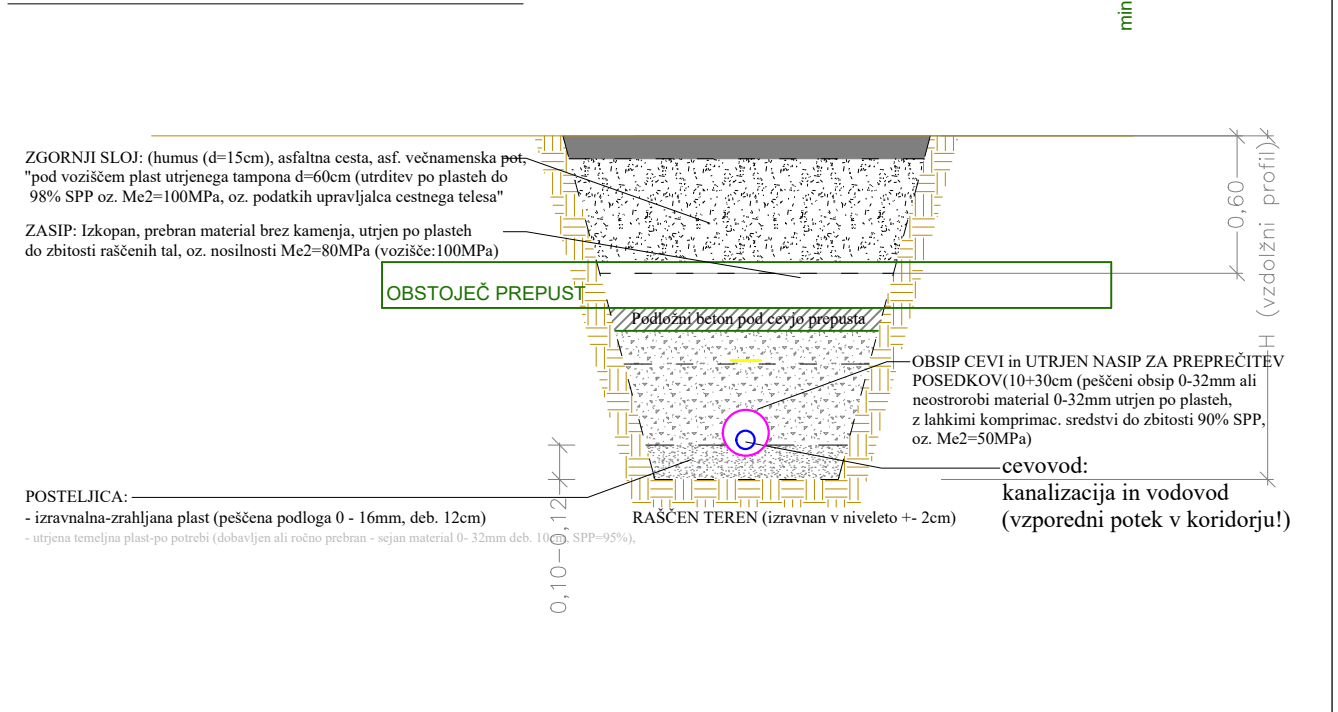 min
ZGORNJI SLOJ: (humus (d=15cm), asfaltna cesta, asf. večnamenska pot,
"pod voziščem plast utrjenega tampona d=60cm (utrditev po plasteh do
98% SPP oz. Me2=100MPa, oz. podatkih upravljalca cestnega telesa"
ZASIP: Izkopan, prebran material brez kamenja, utrjen po plasteh
do zbitosti raščenih tal, oz. nosilnosti Me2=80MPa (vozišče:100MPa)
0,60
H (vzdolžni profil)
OBSTOJEČ PREPUST
Podložni beton pod cevjo prepusta
OBSIP CEVI in UTRJEN NASIP ZA PREPREČITEV
POSEDKOV(10+30cm (peščeni obsip 0-32mm ali
neostrorobi material 0-32mm utrjen po plasteh,
z lahkimi komprimac. sredstvi do zbitosti 90% SPP,
oz. Me2=50MPa)
cevovod:
kanalizacija in vodovod
(vzporedni potek v koridorju!)
POSTELJICA:
- izravnalna-zrahljana plast (peščena podloga 0 - 16mm, deb. 12cm)
- utrjena temeljna plast-po potrebi (dobavljen ali ročno prebran - sejan material 0- 32mm deb. 10cm, SPP=95%),
0,10-0,12
RAŠČEN TEREN (izravnan v niveleto +- 2cm)